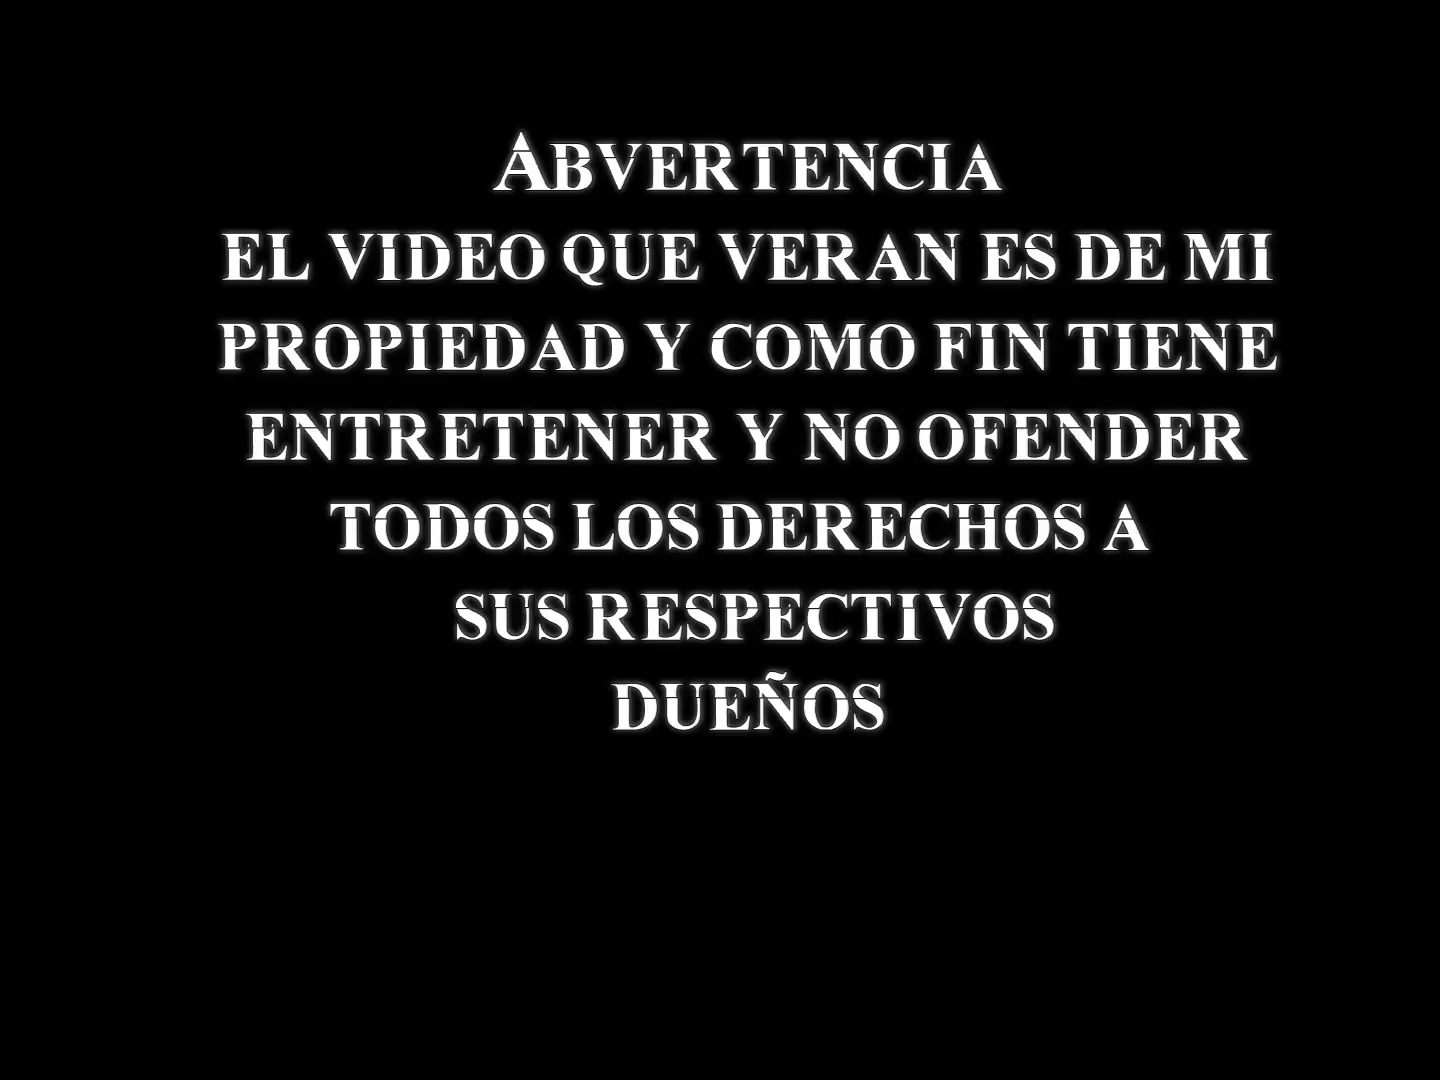 ABVERTENCIA
EL VIDEO QUE VERAN ES DE MI
PROPIEDAD Y COMO FIN TIENE
ENTRETENER Y NO OFENDER
TODOS LOS DERECHOS A
SUS RESPECTIVOS
DUEÑOS